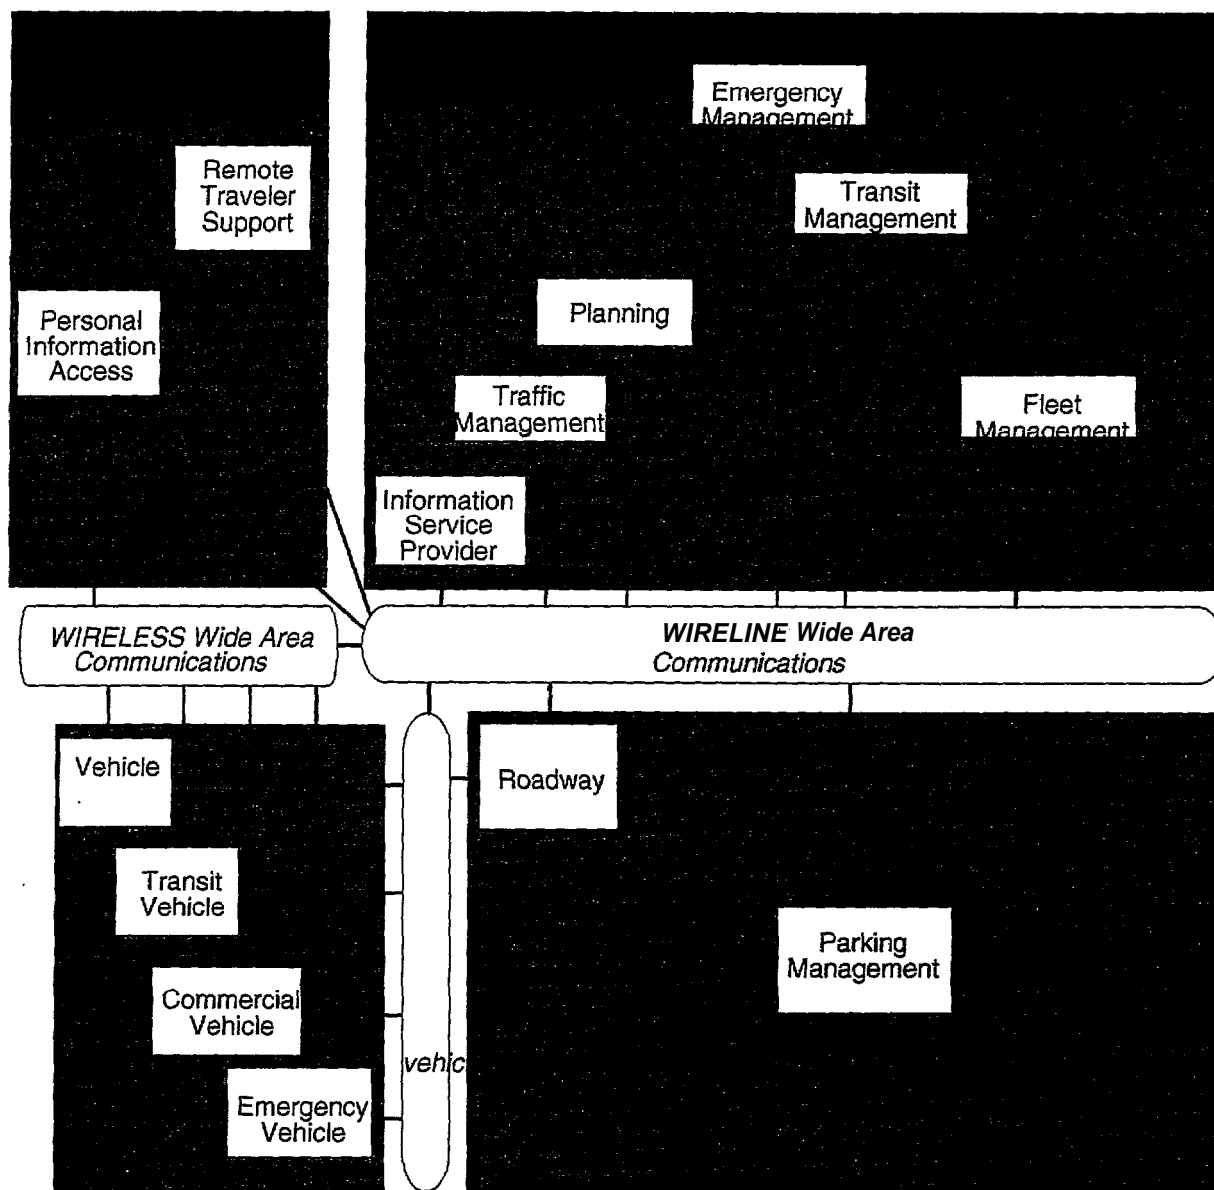 Emergency
Management
Remote
Traveler
Support
Transit
Management
Personal
Information
Access
Planning
Traffic
Management
Fleet
Management
Information
Service
Provider
WIRELESS Wide Area
Communications
WIRELINE Wide Area
Communications
Vehicle
Roadway
Transit
Vehicle
Parking
Management
Commercial
Vehicle
vehic
Emergency
Vehicle